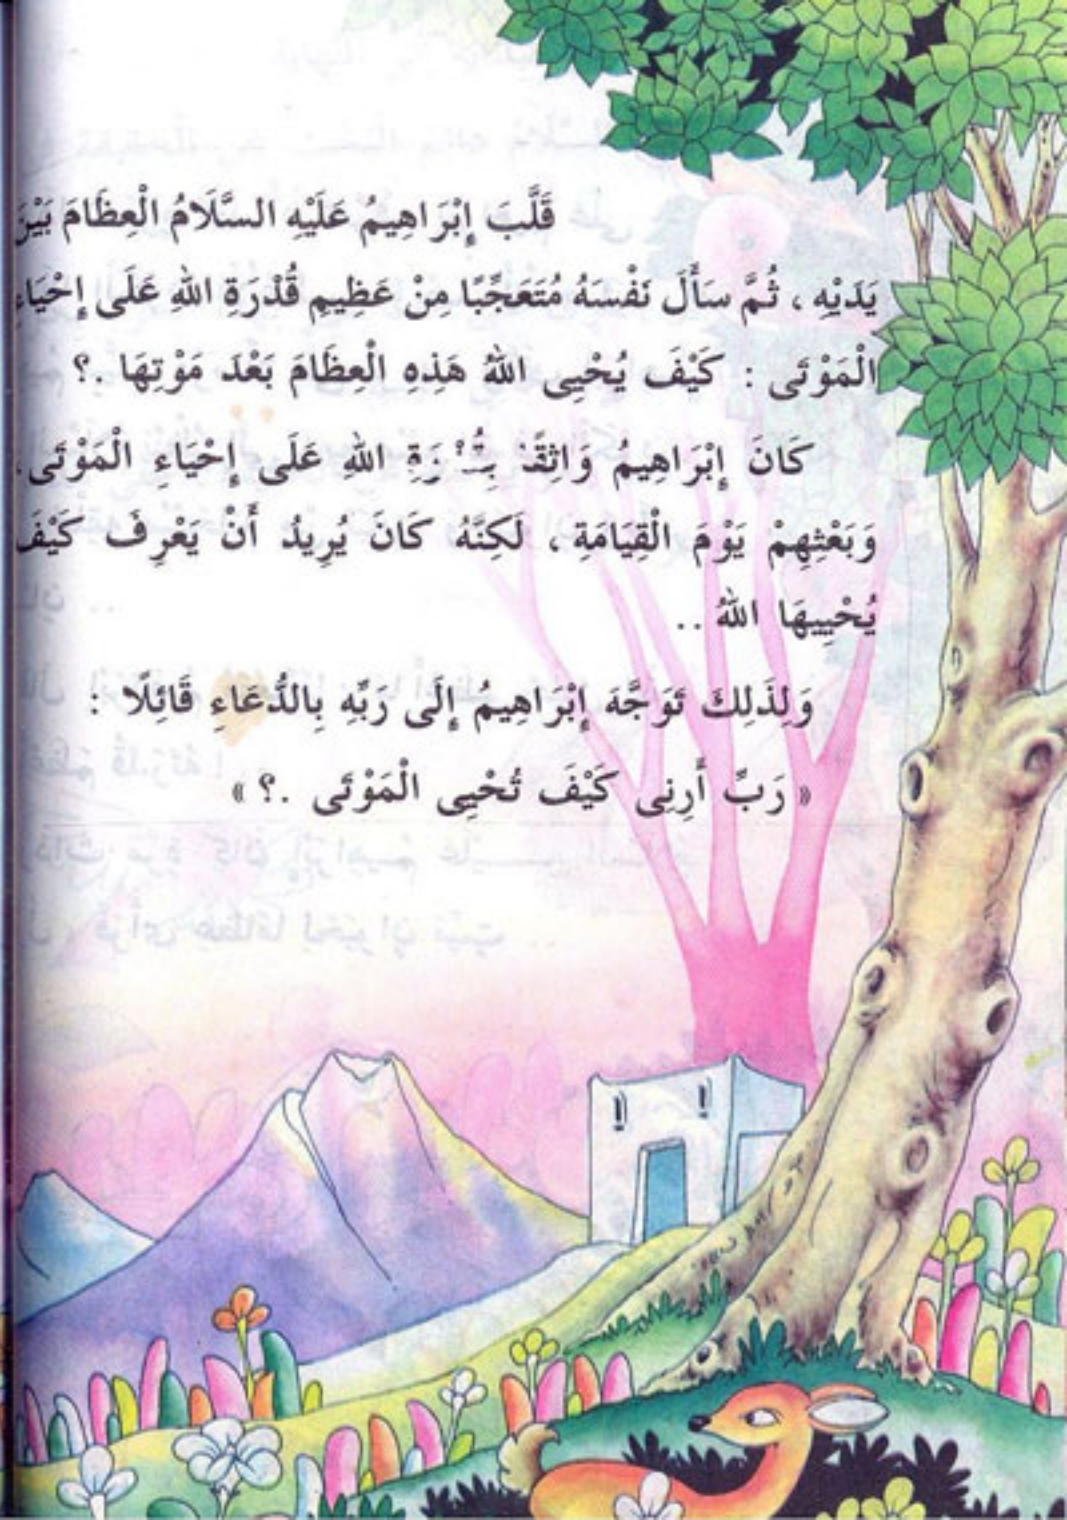 قَلَّبَ إِبْرَاهِيمُ عَلَيْهِ السَّلَامُ الْعِظَامَ بَيْنَ
يَدَيْهِ ، ثُمَّ سَأَلَ نَفْسَهُ مُتَعَجِّبًا مِنْ عَظِيمِ قُدْرَةِ اللهِ عَلَى إِحْيَاءِ
الْمَوْتَى : كَيْفَ يُحْيِى اللهُ هَذِهِ الْعِظَامَ بَعْدَ مَوْتِهَا .؟
كَانَ إِبْرَاهِيمُ وَاثِقًا اللهِ عَلَى إِحْيَاءِ الْمَوْتَى .
وَبَعْثِهِمْ يَوْمَ الْقِيَامَةِ ، لَكِنَّهُ كَانَ يُرِيدُ أَنْ يَعْرِفَ كَيْفَ
يُحْيِيهَا اللهُ ..
وَلِذَلِكَ تَوَجَّهَ إِبْرَاهِيمُ إِلَى رَبِّهِ بِالدُّعَاءِ قَائِلًا :
« رَبِّ أَرِنِى كَيْفَ تُحْيِى الْمَوْتَى .؟ »